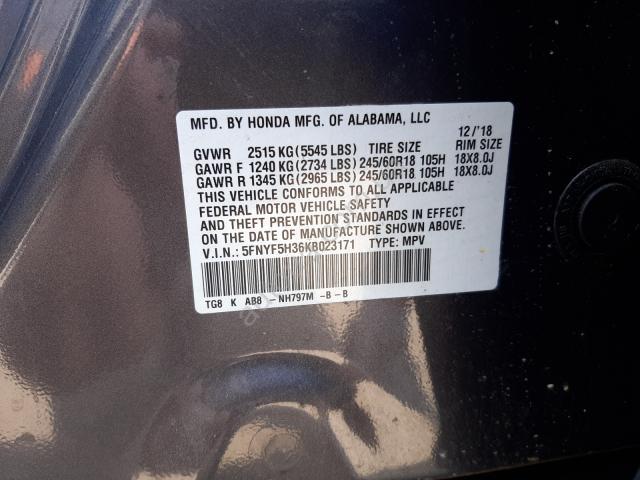 MFD. BY HONDA MFG. OF ALABAMA, LLC
12/'18
GVWR 2515 KG(5545 LBS) TIRE SIZE RIM SIZE
GAWR F 1240 KG(2734 LBS) 245/60R18 105H 18X8.0J
GAWR R 1345 KG(2965 LBS) 245/60R18 105H 18X8.0J
THIS VEHICLE CONFORMS TO ALL APPLICABLE
FEDERAL MOTOR VEHICLE SAFETY
AND THEFT PREVENTION STANDARDS IN EFFECT
ON THE DATE OF MANUFACTURE SHOWN ABOVE.
V.I.N.: 5FNYF5H36KB023171 TYPE: MPV
TG8 K AB8 -NH797M -B -B